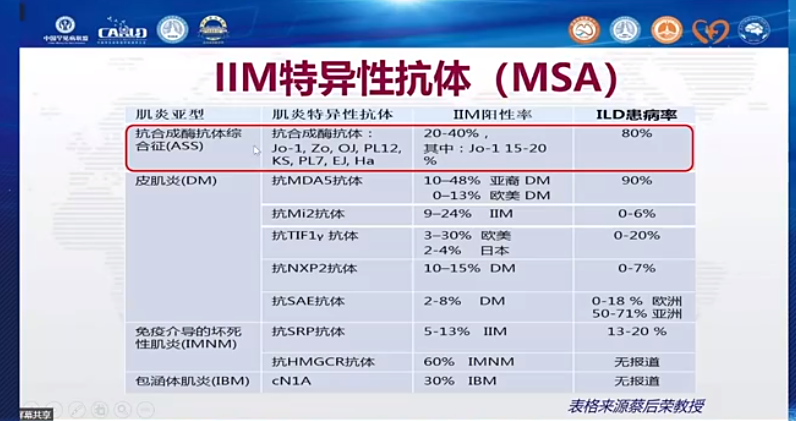 中国罕见病联盟
CARLD
IIM特异性抗体（MSA）
肌炎亚型 肌炎特异性抗体 IIM阳性率 ILD患病率
抗合成酶抗体综 抗合成酶抗体： 20-40%， 80%
合征(ASS) Jo-1, Zo, OJ, PL12, 其中：Jo-1 15-20
KS, PL7, EJ, Ha %
皮肌炎(DM) 抗MDA5抗体 10-48% 亚裔 DM 90%
0-13% 欧美 DM
抗Mi2抗体 9-24% IIM 0-6%
抗TIF1γ 抗体 3-30% 欧美 0-20%
2-4% 日本
抗NXP2抗体 10-15% DM 0-7%
抗SAE抗体 2-8% DM 0-18 % 欧洲
50-71% 亚洲
免疫介导的坏死 抗SRP抗体 5-13% IIM 13-20 %
性肌炎(IMNM)
抗HMGCR抗体 60% IMNM 无报道
包涵体肌炎(IBM) cN1A 30% IBM 无报道
表格来源蔡后荣教授
屏幕共享